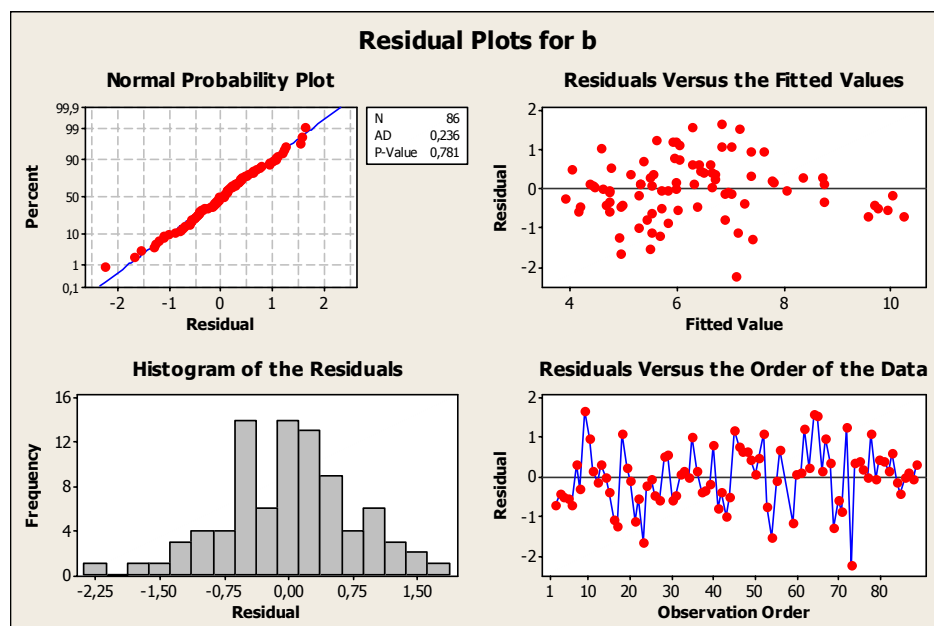 Residual Plots for b
Normal Probability Plot
99,9
99
90
50
10
1
0,1
Percent
-2 -1 0 1 2
Residual
N 86
AD 0,236
P-Value 0,781
Residuals Versus the Fitted Values
2
1
0
-1
-2
Residual
4 6 8 10
Fitted Value
Histogram of the Residuals
16
12
8
4
0
Frequency
-2,25 -1,50 -0,75 0,00 0,75 1,50
Residual
Residuals Versus the Order of the Data
2
1
0
-1
-2
Residual
1 10 20 30 40 50 60 70 80
Observation Order